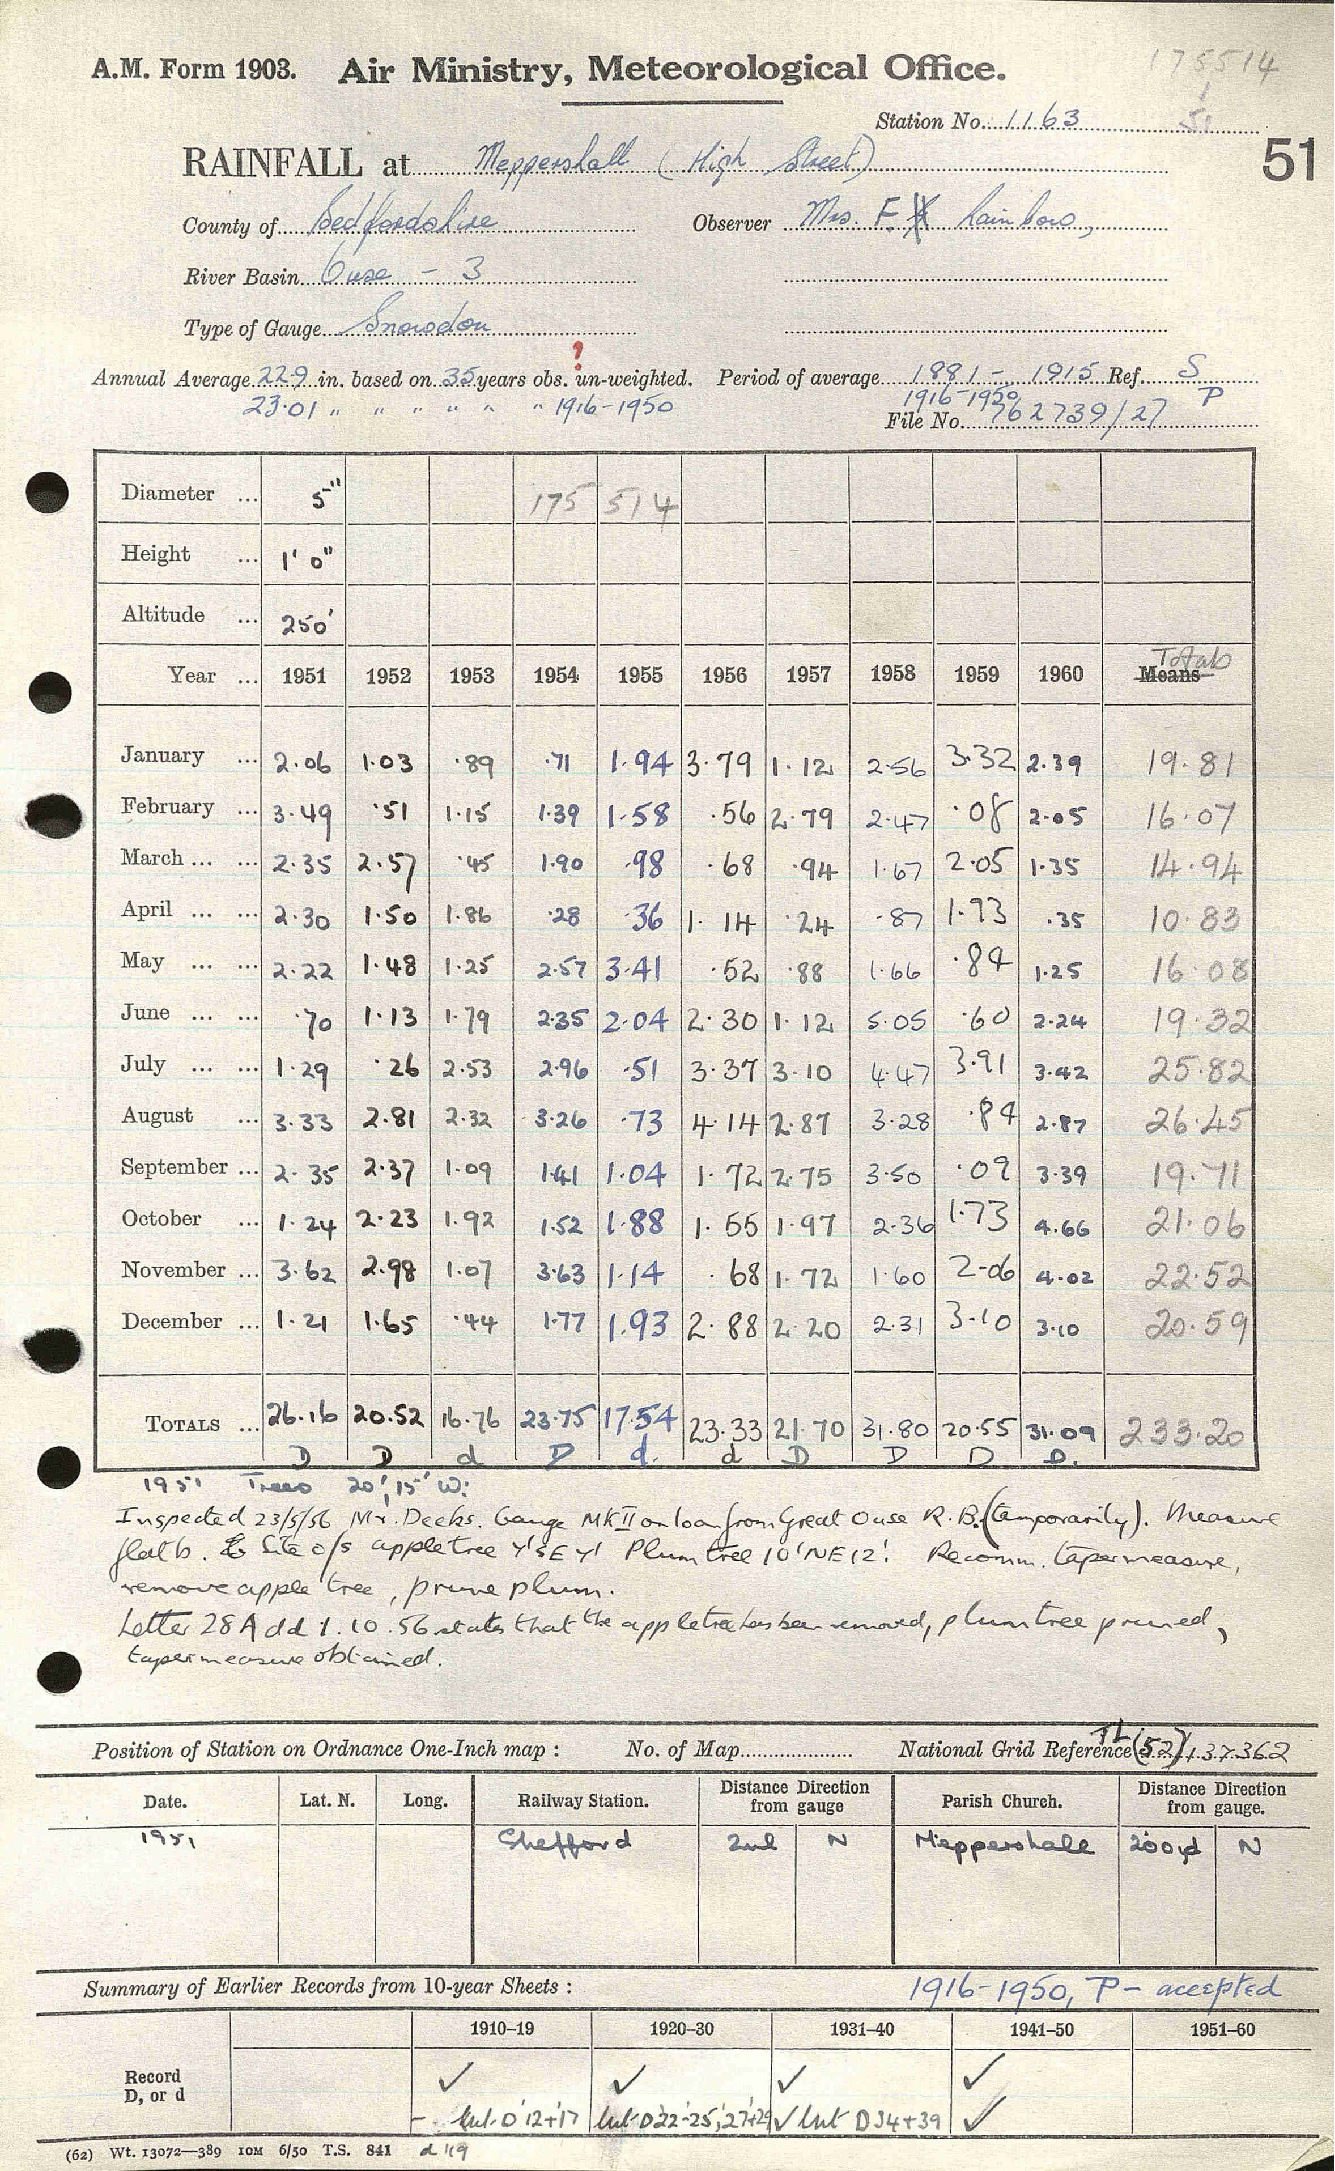 175514
A.M. Form 1903. Air Ministry, Meteorological Office.
Station No. 1163
51
RAINFALL at Meppershall (High Street)
County of Bedfordshire Observer Mrs. F. Rainbow,
River Basin Ouse - 3
Type of Gauge Snowdon
?
Annual Average 22.9 in. based on 35 years obs. un-weighted. Period of average 1881 - 1915 Ref. S
23.01 " " " " " " 1916-1950 1916-1950 P
File No. 762739/27
Diameter ... 5" 175 514
Height ... 1' 0"
Altitude ... 250'
Totals
Year ... 1951 1952 1953 1954 1955 1956 1957 1958 1959 1960 Means
January ... 2.06 1.03 .89 .71 1.94 3.79 1.12 2.56 3.32 2.39 19.81
February ... 3.49 .51 1.15 1.39 1.58 .56 2.79 2.47 .08 2.05 16.07
March ... ... 2.35 2.57 .45 1.90 .98 .68 .94 1.67 2.05 1.35 14.94
April ... ... 2.30 1.50 1.86 .28 .36 1.14 .24 .87 1.93 .35 10.83
May ... ... 2.22 1.48 1.25 2.57 3.41 .52 .88 1.66 .84 1.25 16.08
June ... ... .70 1.13 1.79 2.35 2.04 2.30 1.12 5.05 .60 2.24 19.32
July ... ... 1.29 .26 2.53 2.96 .51 3.37 3.10 4.47 3.91 3.42 25.82
August ... 3.33 2.81 2.32 3.26 .73 4.14 2.87 3.28 .84 2.87 26.45
September ... 2.35 2.37 1.09 1.41 1.04 1.72 2.75 3.50 .09 3.39 19.71
October ... 1.24 2.23 1.92 1.52 1.88 1.55 1.97 2.36 1.73 4.66 21.06
November ... 3.62 2.98 1.07 3.63 1.14 .68 1.72 1.60 2.06 4.02 22.52
December ... 1.21 1.65 .44 1.77 1.93 2.88 2.20 2.31 3.10 3.10 20.59
TOTALS ... 26.16 20.52 16.76 23.75 17.54 23.33 21.70 31.80 20.55 31.09 233.20
D D d D d. d D D D D.
1951 Trees 20', 15' W:
Inspected 23/5/56 Mr. Deeks. Gauge MKII on loan from Great Ouse R.B. (temporarily). Measure
flat b. Site o/s apple tree 4'SE 4' Plum tree 10'NE 12'. Recomm. taper measure,
remove apple tree, prune plum.
Letter 28A dd 1.10.56 states that the appletree has been removed, plum tree pruned,
taper measure obtained.
Position of Station on Ordnance One-Inch map : No. of Map National Grid Reference TL (52) 137362
Date. Lat. N. Long. Railway Station. Distance Direction from gauge Parish Church. Distance Direction from gauge.
1951 Shefford 2ml N Meppershall 200yd N
Summary of Earlier Records from 10-year Sheets : 1916-1950, P - accepted
1910–19 1920–30 1931–40 1941–50 1951–60
Record D, or d ✓ ✓ ✓ ✓
- but D '12+'17 but D'22-25,'27+29 ✓ but D 34+39 ✓
(62) Wt. 13072—389 10M 6/50 T.S. 841 d 119